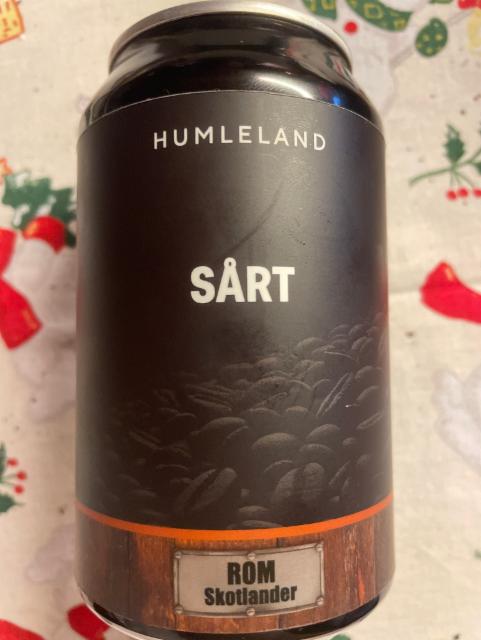 HUMLELAND
SÅRT
ROM
Skotlander